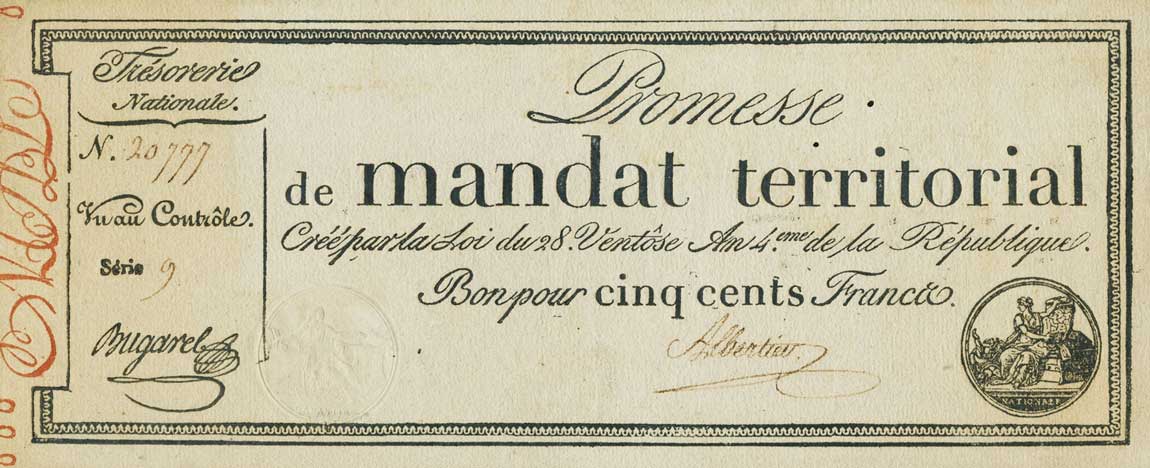 Trésorerie
Nationale.
N. 20777
Vu au Contrôle.
Série 9
Bugarel
Promesse.
de mandat territorial
Créé par la Loi du 28. Ventôse An 4.eme de la République.
Bon pour cinq cents Francs.
NATIONALE